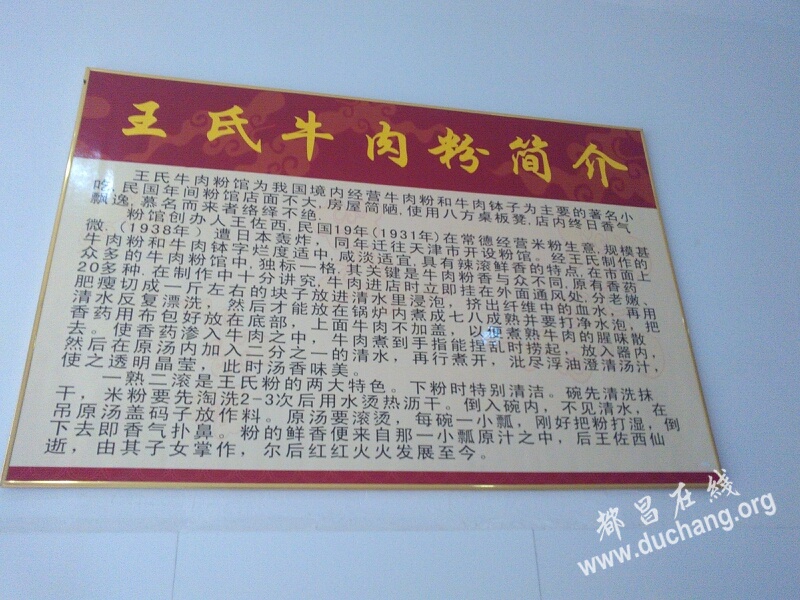 王氏牛肉粉简介
王氏牛肉粉馆为我国境内经营牛肉粉和牛肉钵子为主要的著名小
吃,民国年间粉馆店面不大,房屋简陋,使用八方桌板凳,店内终日香气
飘逸,慕名而来者络绎不绝.
粉馆创办人王佐西,民国19年(1931年)在常德经营米粉生意,规模甚
微.(1938年)遭日本轰炸,同年迁往天津市开设粉馆。经王氏制作的
牛肉粉和牛肉钵字烂度适中,咸淡适宜,具有辣滚鲜香的特点,在市面上
众多的牛肉粉馆中,独标一格,其关键是牛肉粉香与众不同,原有香药
20多种.在制作中十分讲究,牛肉进店时立即挂在外面通风处,分老嫩、
肥瘦切成一斤左右的块子放进清水里浸泡,挤出纤维中的血水,再用
清水反复漂洗,然后才能放在锅炉内煮成七八成熟并要打净水泡,把
香药用布包好放在底部,上面牛肉不加盖,以便煮熟牛肉的腥味散
去。使香药渗入牛肉之中,牛肉煮到手指能捏乱时捞起,放入器内,
然后在原汤内加入二分之一的清水,再行煮开,沘尽浮油澄清汤汁,
使之透明晶莹,此时汤香味美。
一熟二滚是王氏粉的两大特色。下粉时特别清洁。碗先清洗抹
干,米粉要先淘洗2-3次后用水烫热沥干。倒入碗内,不见清水,在
吊原汤盖码子放作料。原汤要滚烫,每碗一小瓢,刚好把粉打湿,倒
下去即香气扑鼻。粉的鲜香便来自那一小瓢原汁之中,后王佐西仙
逝,由其子女掌作,尔后红红火火发展至今。
都昌在线
www.duchang.org